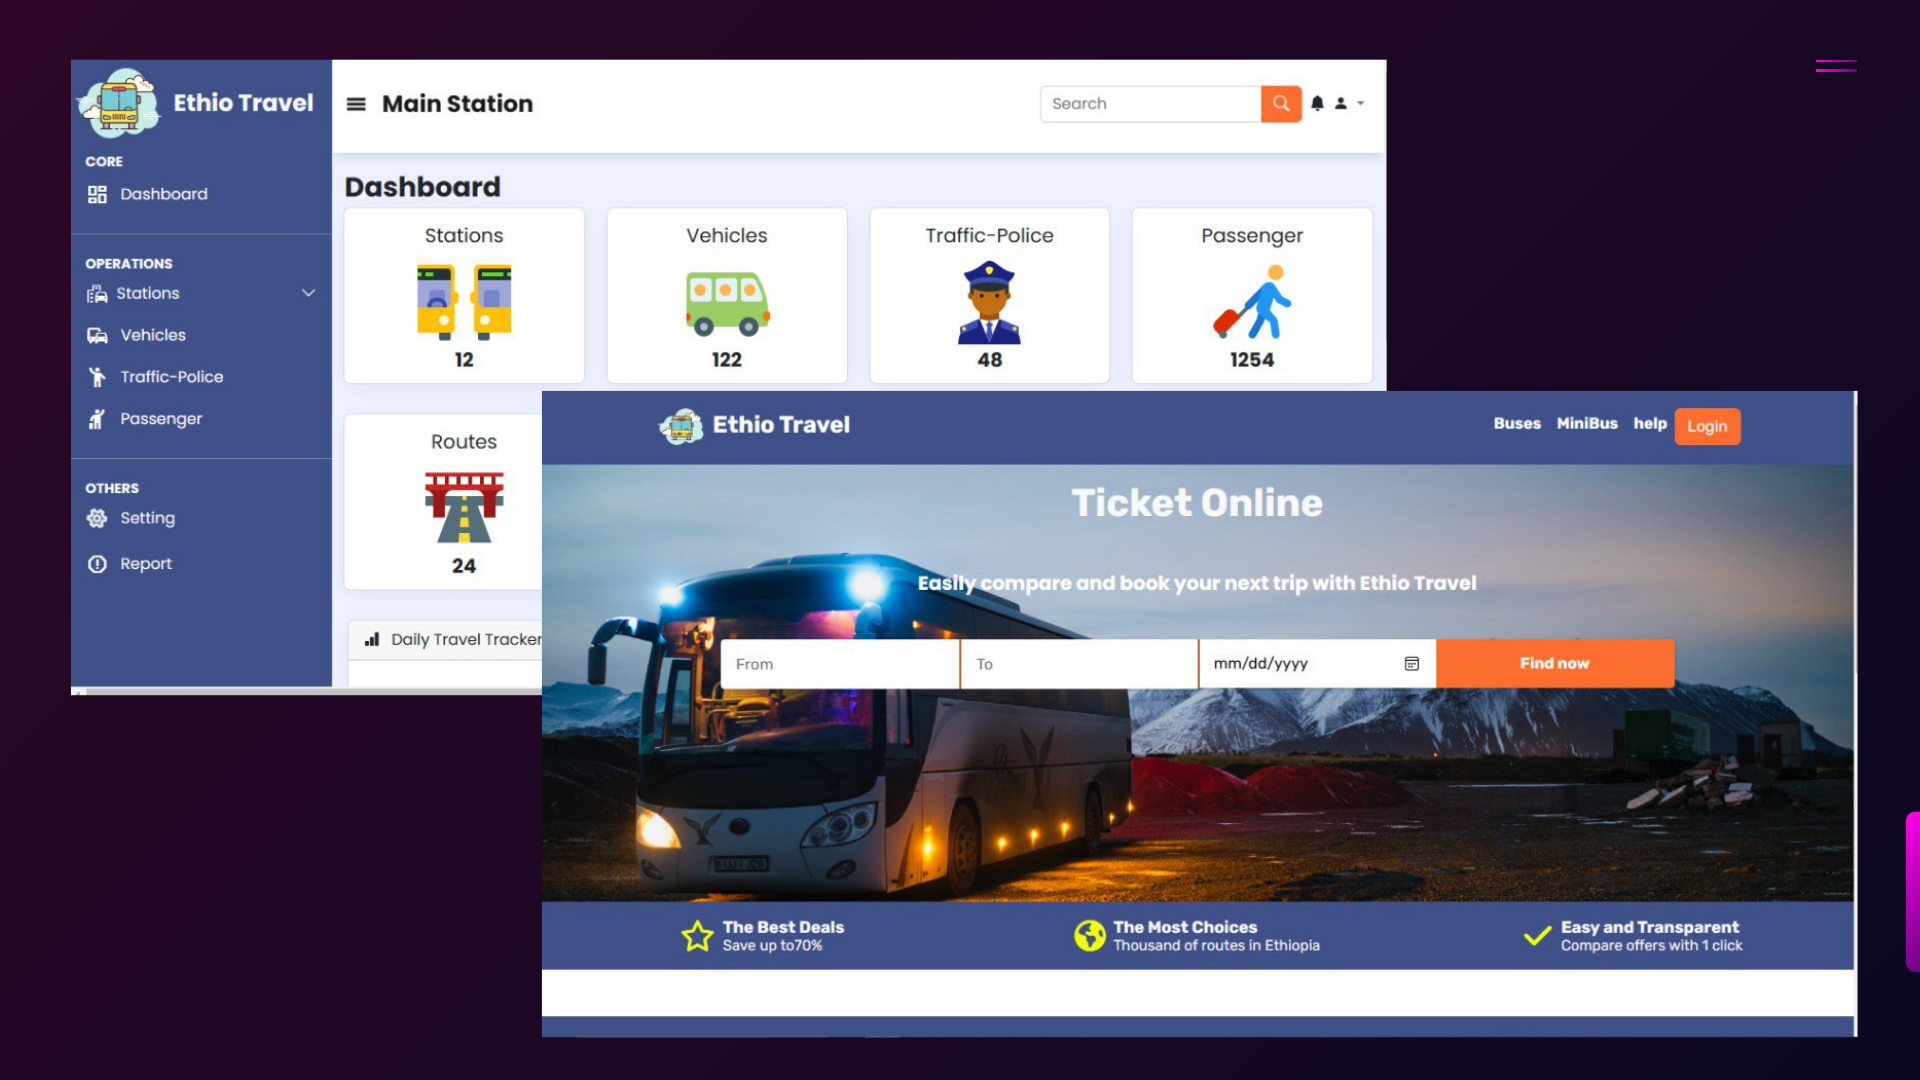 Ethio Travel
CORE
Dashboard
OPERATIONS
Stations
Vehicles
Traffic-Police
Passenger
OTHERS
Setting
Report
Main Station
Search
Dashboard
Stations
12
Vehicles
122
Traffic-Police
48
Passenger
1254
Routes
24
Daily Travel Tracker
Ethio Travel
Buses MiniBus help Login
Ticket Online
Easily compare and book your next trip with Ethio Travel
From To mm/dd/yyyy Find now
The Best Deals
Save up to70%
The Most Choices
Thousand of routes in Ethiopia
Easy and Transparent
Compare offers with 1 click